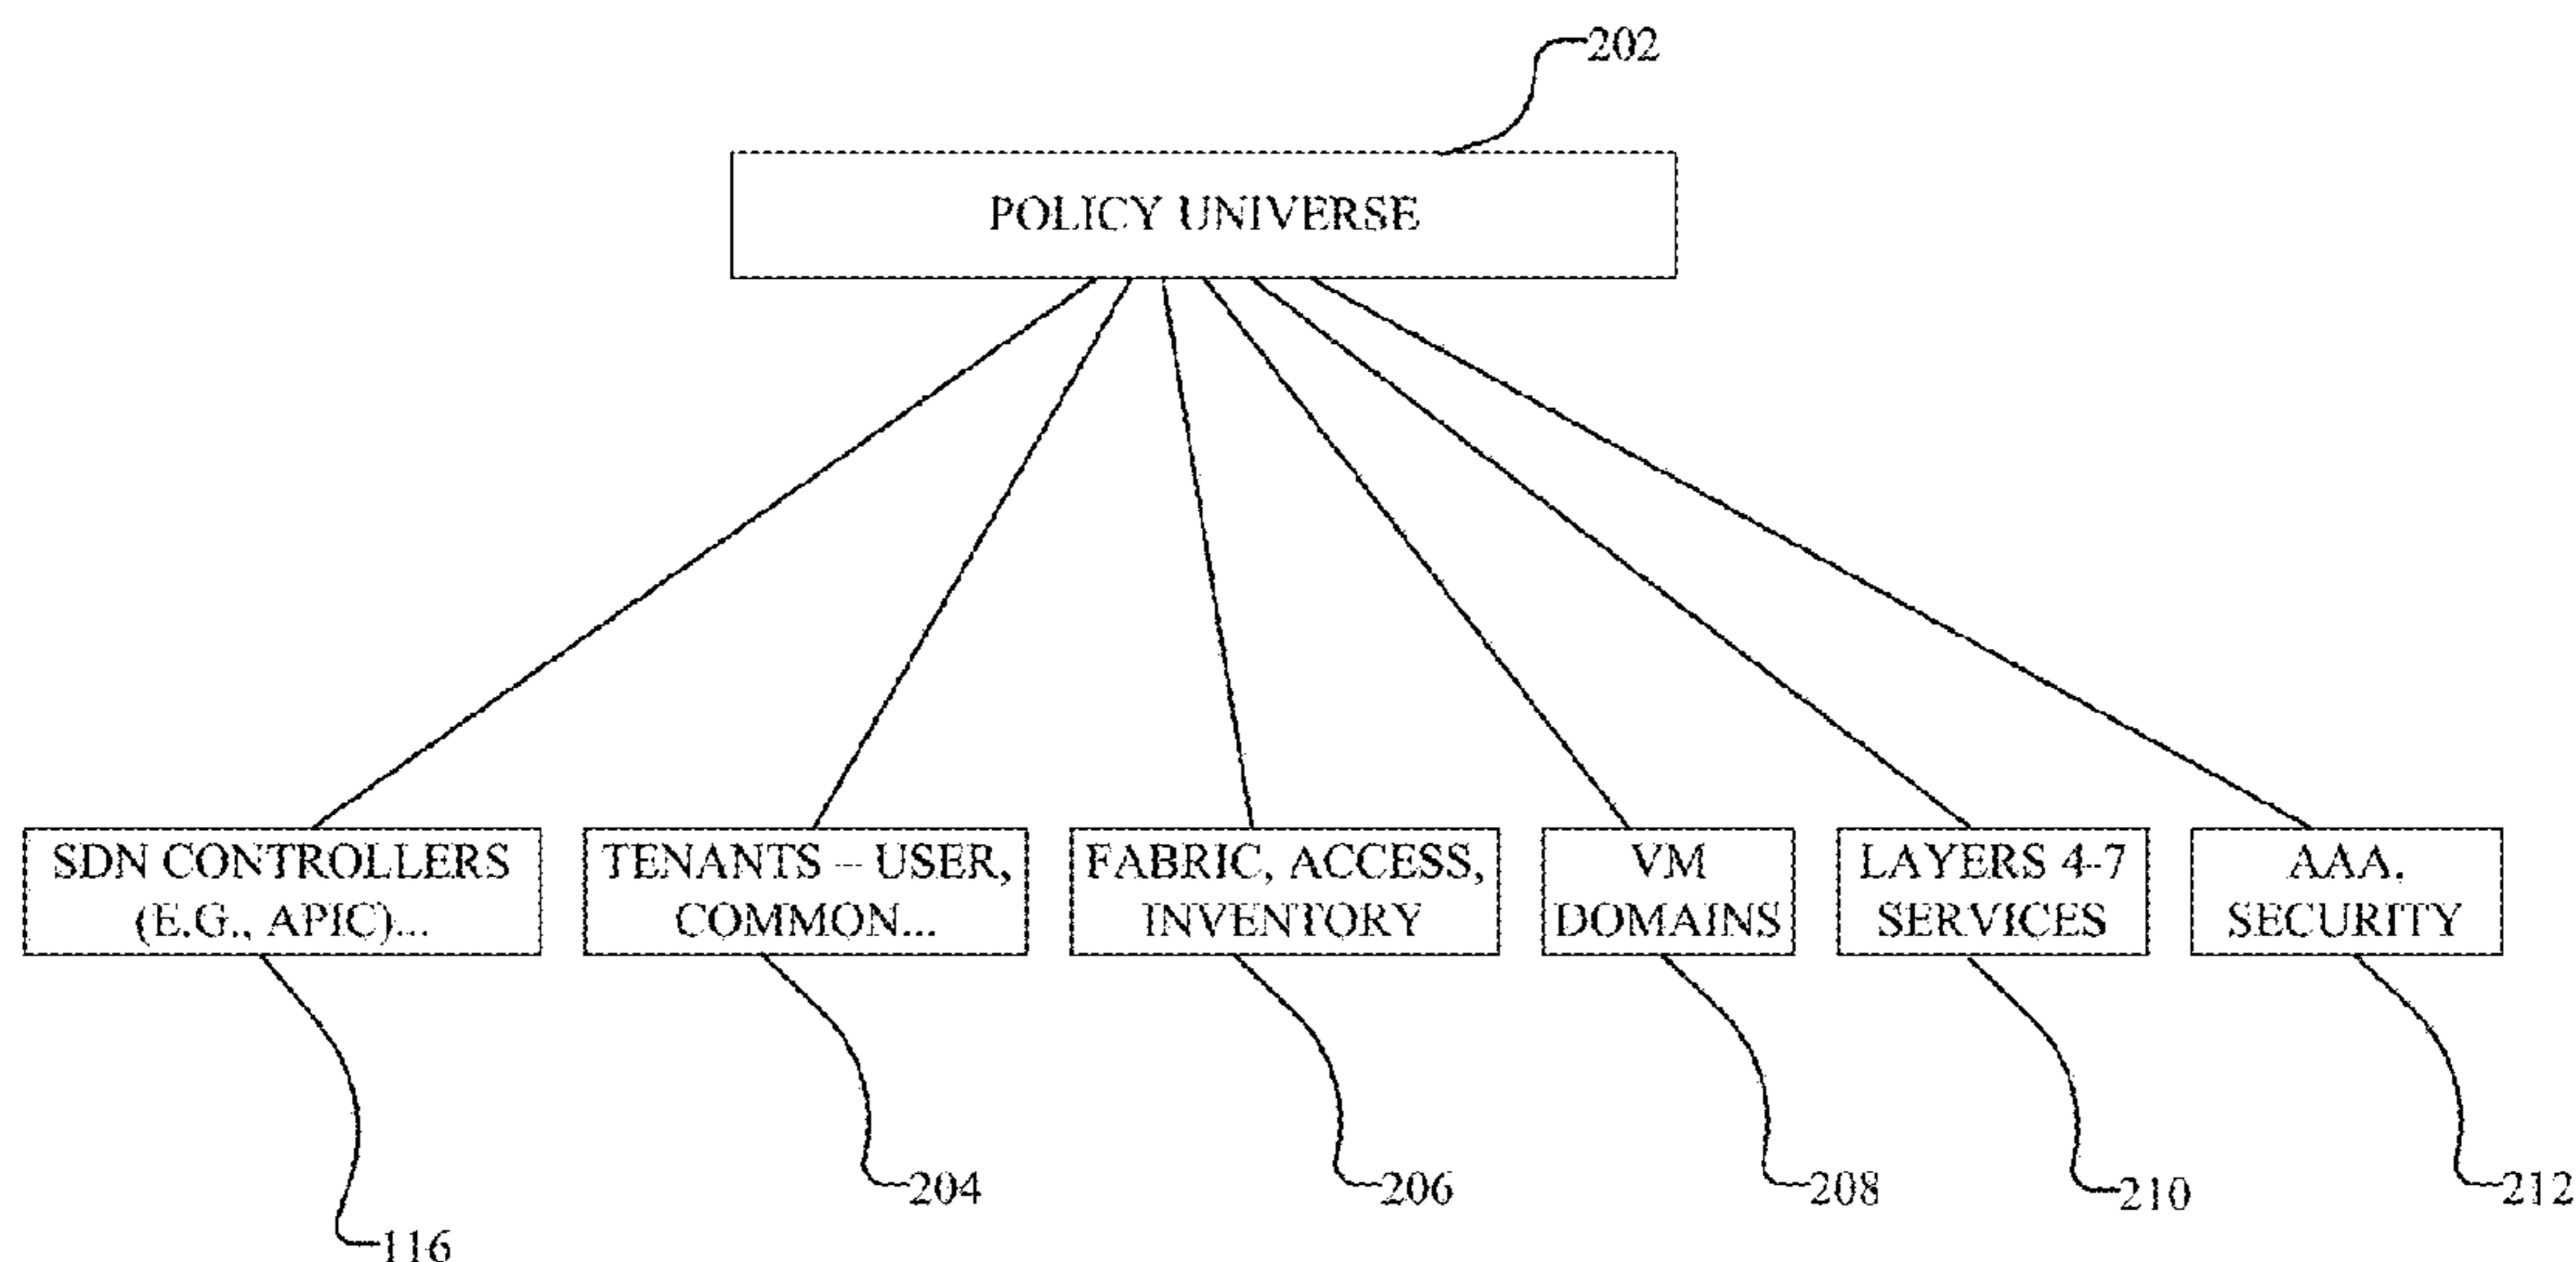 202
POLICY UNIVERSE
SDN CONTROLLERS
(E.G., APIC)...
TENANTS – USER,
COMMON...
FABRIC, ACCESS,
INVENTORY
VM
DOMAINS
LAYERS 4-7
SERVICES
AAA,
SECURITY
116
204
206
208
210
212